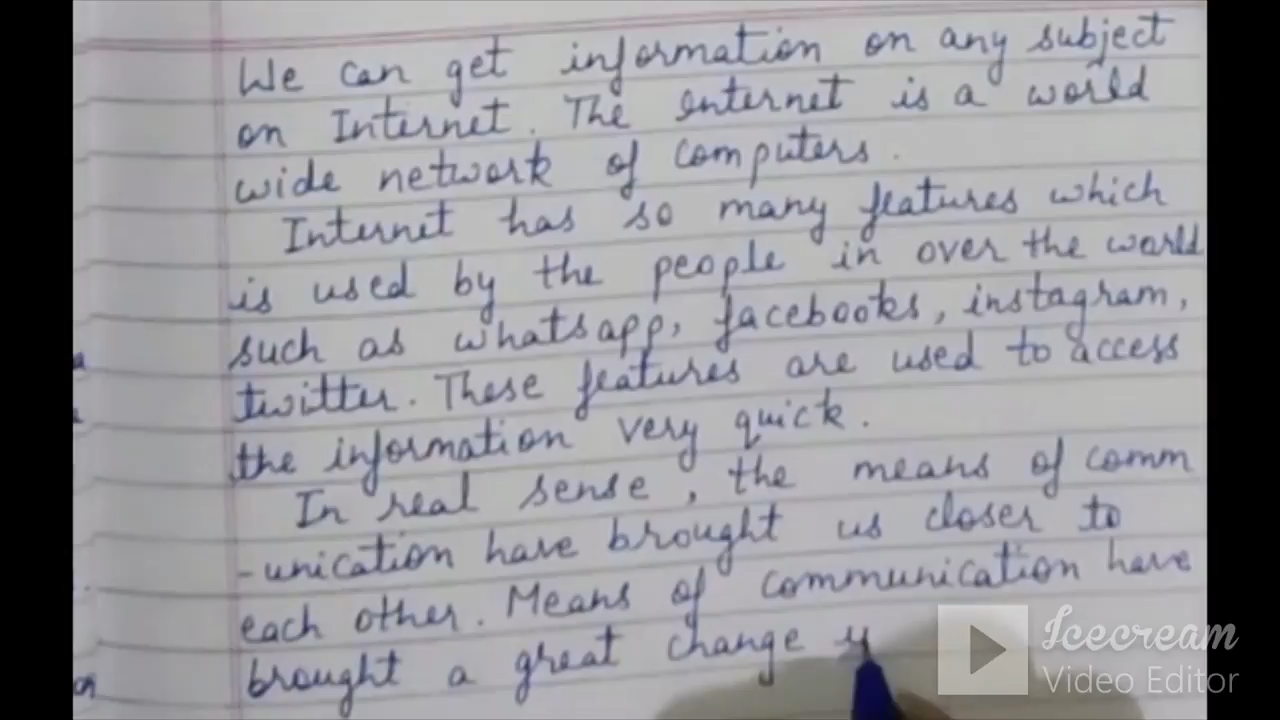 We can get information on any subject
on Internet. The Internet is a world
wide network of computers.
Internet has so many features which
is used by the people in over the world
such as whatsapp, facebooks, instagram,
twitter. These features are used to access
the information very quick.
In real sense, the means of comm
-unication have brought us closer to
each other. Means of communication have
brought a great change
Icecream
Video Editor